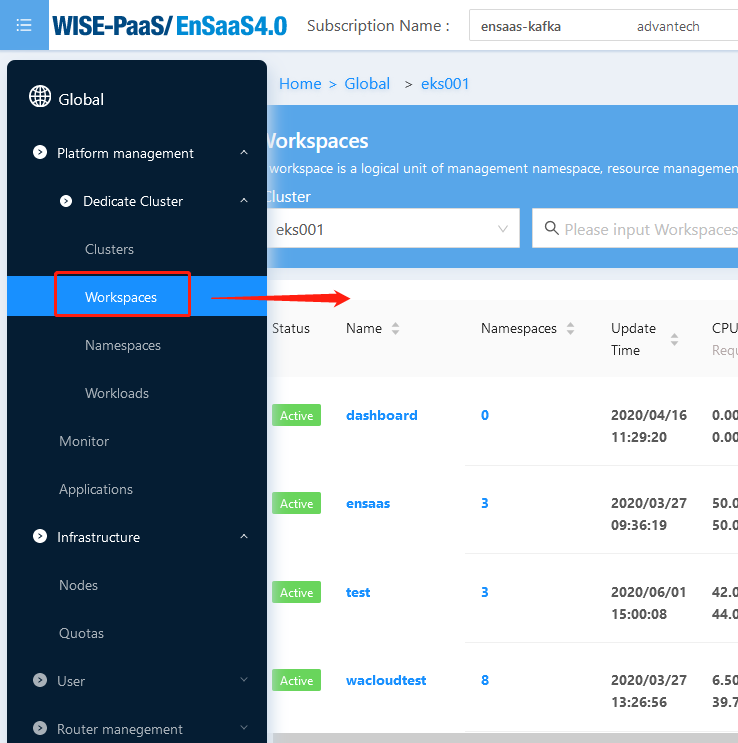 WISE-PaaS/ EnSaaS4.0
Subscription Name :
ensaas-kafka
advantech
Global
Platform management
Dedicate Cluster
Clusters
Workspaces
Namespaces
Workloads
Monitor
Applications
Infrastructure
Nodes
Quotas
User
Router manegement
Home > Global > eks001
Workspaces
workspace is a logical unit of management namespace, resource managemen
Cluster
eks001
Please input Workspaces
Status Name Namespaces Update Time CPU Requ
Active dashboard 0 2020/04/16 11:29:20 0.00 0.00
Active ensaas 3 2020/03/27 09:36:19 50.0 50.0
Active test 3 2020/06/01 15:00:08 42.0 44.0
Active wacloudtest 8 2020/03/27 13:26:56 6.50 39.7